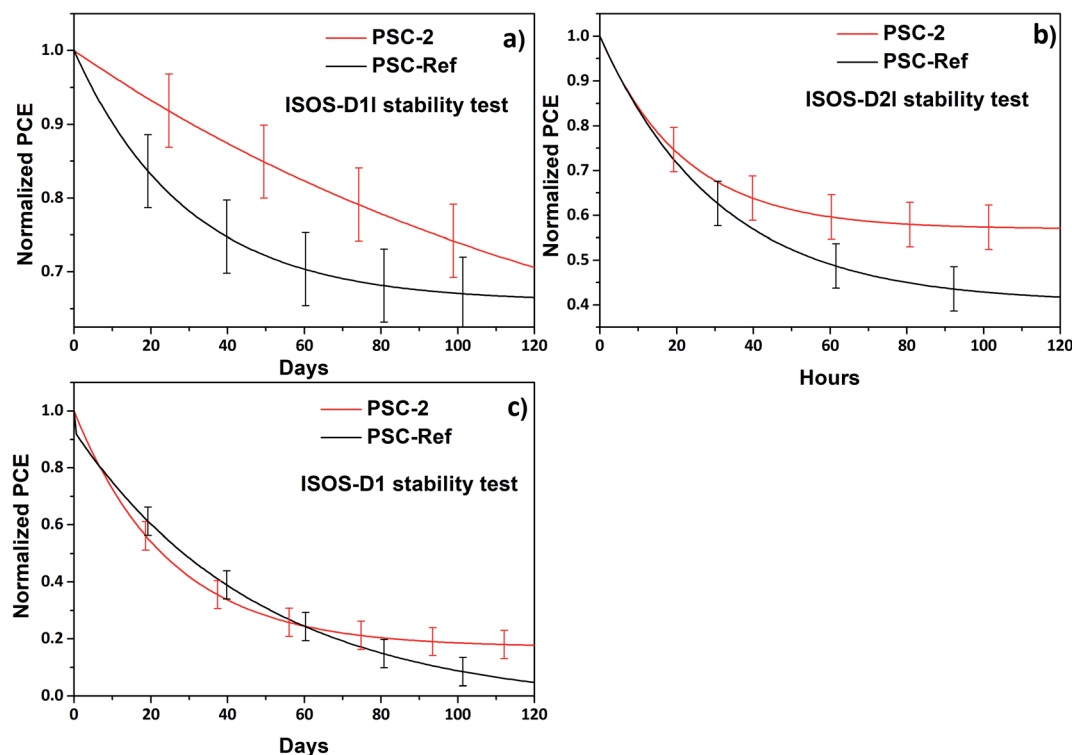 a)
PSC-2
PSC-Ref
ISOS-D1I stability test
Normalized PCE
1.0
0.9
0.8
0.7
0 20 40 60 80 100 120
Days
b)
PSC-2
PSC-Ref
ISOS-D2I stability test
Normalized PCE
1.0
0.9
0.8
0.7
0.6
0.5
0.4
0 20 40 60 80 100 120
Hours
c)
PSC-2
PSC-Ref
ISOS-D1 stability test
Normalized PCE
1.0
0.8
0.6
0.4
0.2
0.0
0 20 40 60 80 100 120
Days